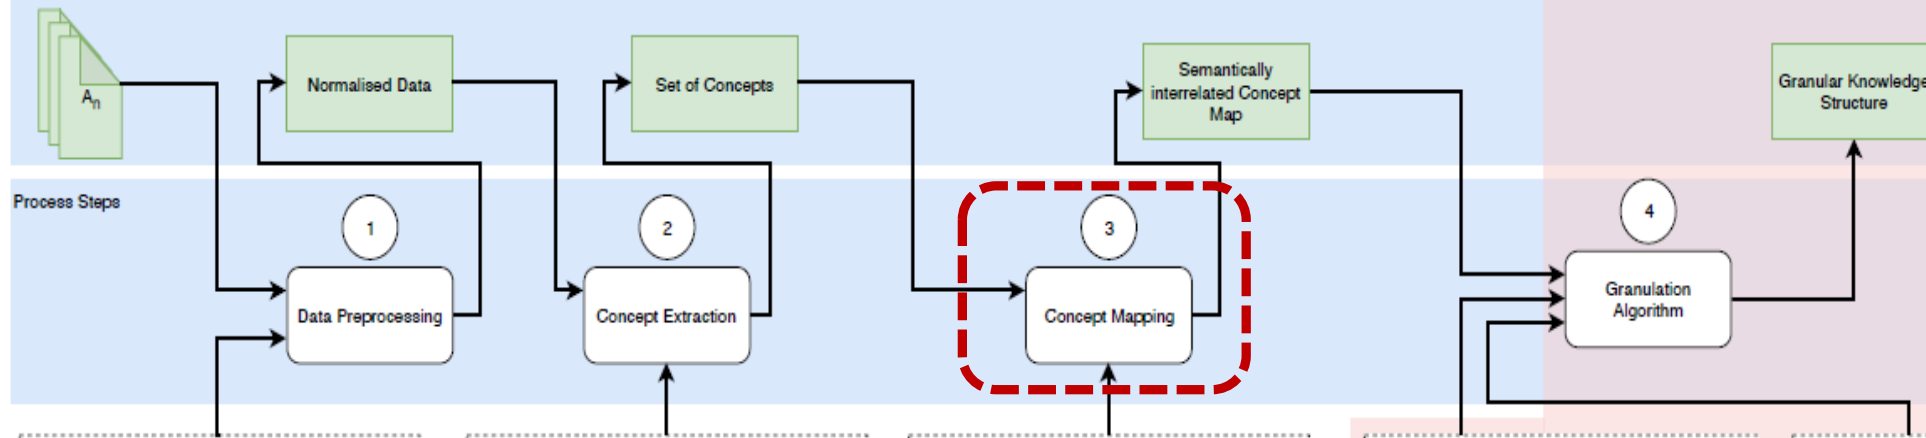 An
Normalised Data
Set of Concepts
Semantically
interrelated Concept
Map
Granular Knowledge
Structure
Process Steps
1
2
3
4
Data Preprocessing
Concept Extraction
Concept Mapping
Granulation
Algorithm